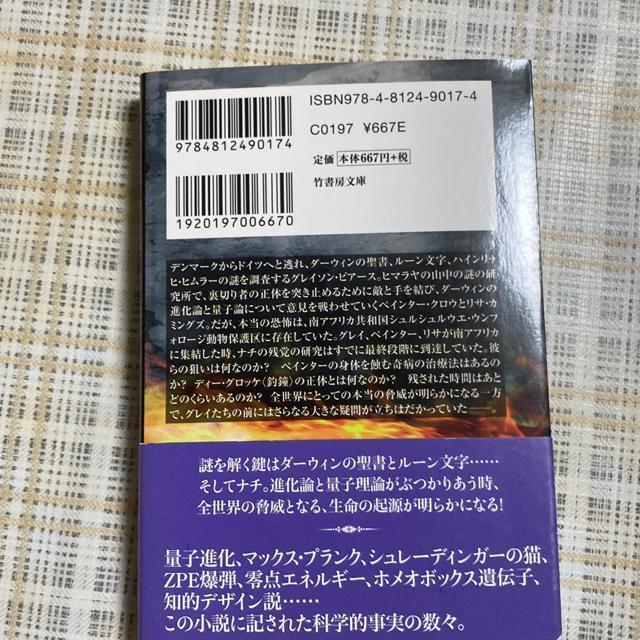 ISBN978-4-8124-9017-4
C0197 ¥667E
定価 本体667円+税
竹書房文庫
9784812490174
1920197006670
デンマークからドイツへと逃れ、ダーウィンの聖書、ルーン文字、ハインリッ
ヒ・ヒムラーの謎を調査するグレイソン・ピアース。ヒマラヤの山中の謎の研
究所で、裏切り者の正体を突き止めるために敵と手を結び、ダーウィンの
進化論と量子論について意見を戦わせていくペインター・クロウとリサ・カ
ミングズ。だが、本当の恐怖は、南アフリカ共和国シュルシュルウエ・ウンフ
ォロージ動物保護区に存在していた。グレイ、ペインター、リサが南アフリカ
に集結した時、ナチの残党の研究はすでに最終段階に到達していた。彼
らの狙いは何なのか? ペインターの身体を蝕む奇病の治療法はあるの
か? ディー・グロッケ〈釣鐘〉の正体とは何なのか? 残された時間はあと
どのくらいあるのか? 全世界にとっての本当の脅威が明らかになる一方
で、グレイたちの前にはさらなる大きな疑問が立ちはだかっていた――。
謎を解く鍵はダーウィンの聖書とルーン文字……
そしてナチ。進化論と量子理論がぶつかりあう時、
全世界の脅威となる、生命の起源が明らかになる!
量子進化、マックス・プランク、シュレーディンガーの猫、
ZPE爆弾、零点エネルギー、ホメオボックス遺伝子、
知的デザイン説……
この小説に記された科学的事実の数々。